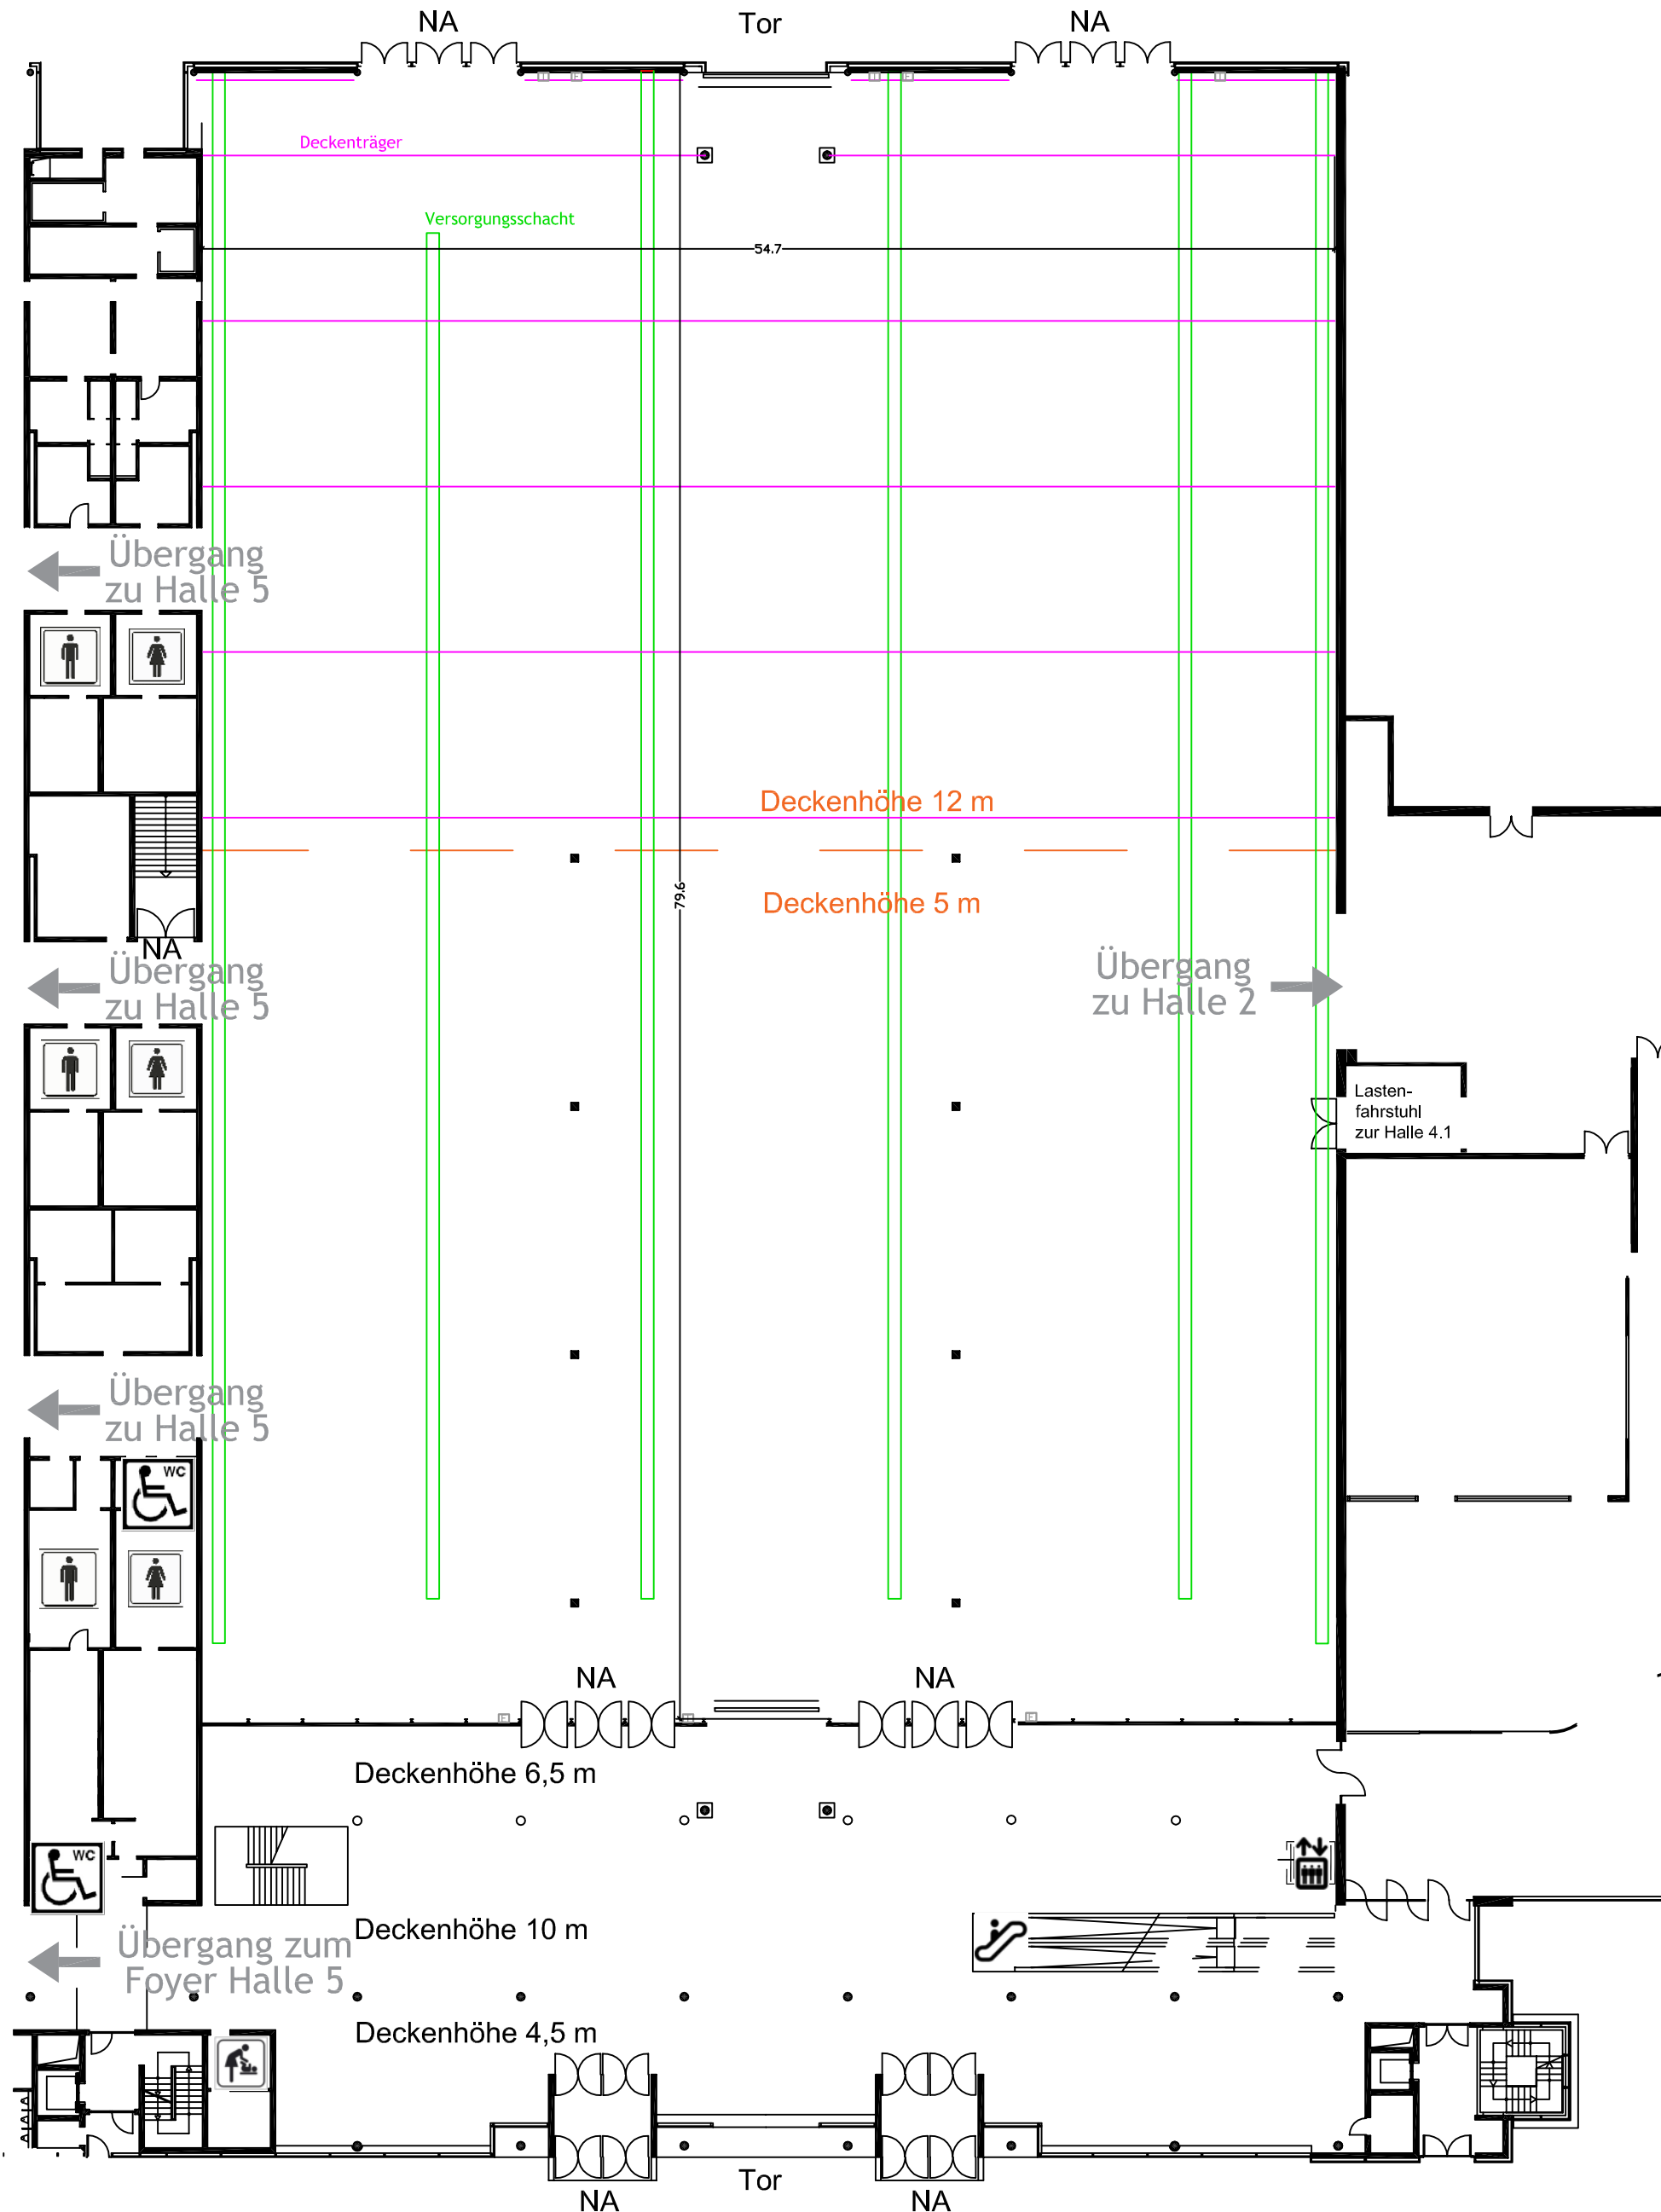 NA
Tor
NA
Deckenträger
Versorgungsschacht
54.7
Übergang
zu Halle 5
Deckenhöhe 12 m
79.6
Deckenhöhe 5 m
NA
Übergang
zu Halle 5
Übergang
zu Halle 2
Lasten-
fahrstuhl
zur Halle 4.1
Übergang
zu Halle 5
WC
NA
NA
Deckenhöhe 6,5 m
WC
Deckenhöhe 10 m
Übergang zum
Foyer Halle 5
Deckenhöhe 4,5 m
Tor
NA
NA